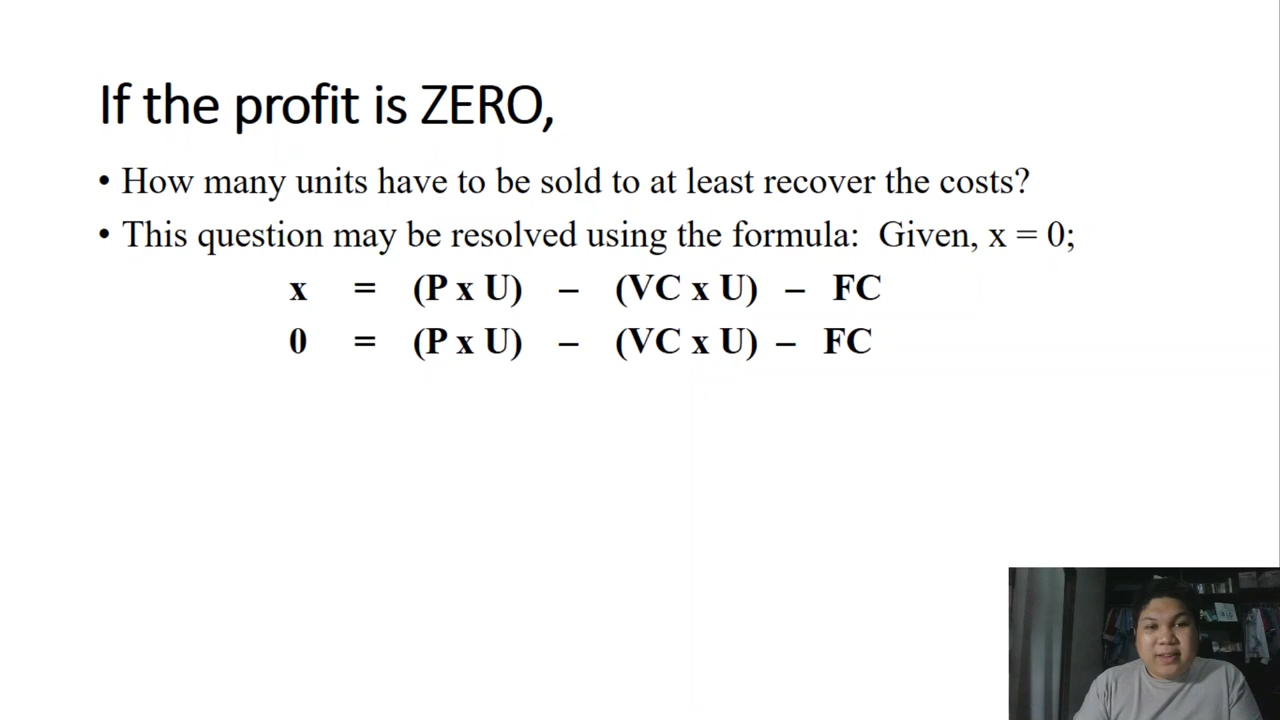 If the profit is ZERO,
• How many units have to be sold to at least recover the costs?
• This question may be resolved using the formula: Given, x = 0;
x = (P x U) – (VC x U) – FC
0 = (P x U) – (VC x U) – FC